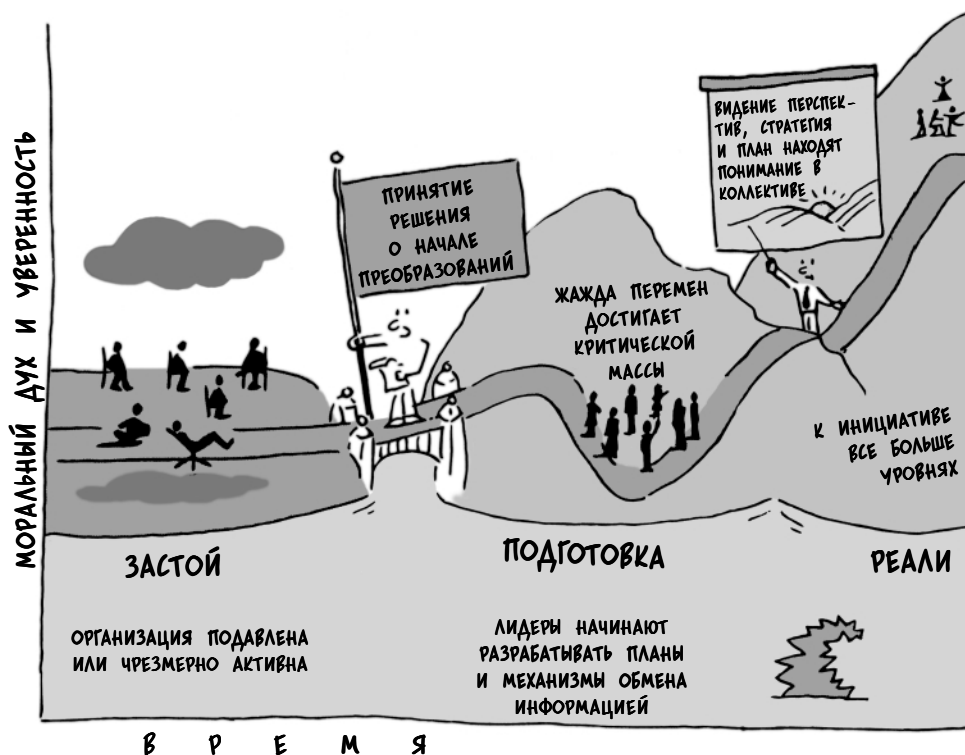 МОРАЛЬНЫЙ ДУХ И УВЕРЕННОСТЬ
ПРИНЯТИЕ
РЕШЕНИЯ
О НАЧАЛЕ
ПРЕОБРАЗОВАНИЙ
ВИДЕНИЕ ПЕРСПЕК-
ТИВ, СТРАТЕГИЯ
И ПЛАН НАХОДЯТ
ПОНИМАНИЕ В
КОЛЛЕКТИВЕ
ЖАЖДА ПЕРЕМЕН
ДОСТИГАЕТ
КРИТИЧЕСКОЙ
МАССЫ
К ИНИЦИАТИВЕ
ВСЕ БОЛЬШЕ
УРОВНЯХ
ЗАСТОЙ
ПОДГОТОВКА
РЕАЛИ
ОРГАНИЗАЦИЯ ПОДАВЛЕНА
ИЛИ ЧРЕЗМЕРНО АКТИВНА
ЛИДЕРЫ НАЧИНАЮТ
РАЗРАБАТЫВАТЬ ПЛАНЫ
И МЕХАНИЗМЫ ОБМЕНА
ИНФОРМАЦИЕЙ
ВРЕМЯ